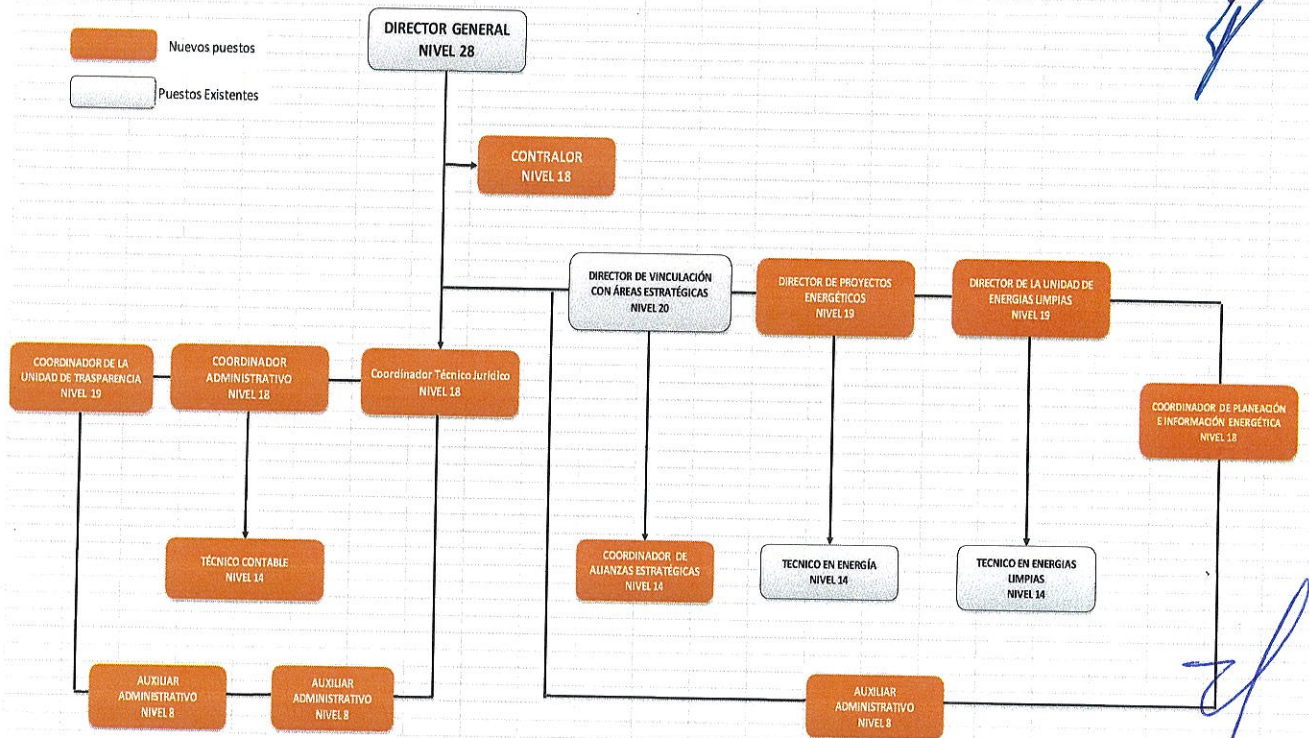 DIRECTOR GENERAL
NIVEL 28
Nuevos puestos
Puestos Existentes
CONTRALOR
NIVEL 18
DIRECTOR DE VINCULACIÓN
CON ÁREAS ESTRATÉGICAS
NIVEL 20
DIRECTOR DE PROYECTOS
ENERGÉTICOS
NIVEL 19
DIRECTOR DE LA UNIDAD DE
ENERGIAS LIMPIAS
NIVEL 19
COORDINADOR DE LA
UNIDAD DE TRASPARENCIA
NIVEL 19
COORDINADOR
ADMINISTRATIVO
NIVEL 18
Coordinador Técnico Jurídico
NIVEL 18
COORDINADOR DE PLANEACIÓN
E INFORMACIÓN ENERGÉTICA
NIVEL 18
TÉCNICO CONTABLE
NIVEL 14
COORDINADOR DE
ALIANZAS ESTRATÉGICAS
NIVEL 14
TECNICO EN ENERGÍA
NIVEL 14
TECNICO EN ENERGIAS
LIMPIAS
NIVEL 14
AUXILIAR
ADMINISTRATIVO
NIVEL 8
AUXILIAR
ADMINISTRATIVO
NIVEL 8
AUXILIAR
ADMINISTRATIVO
NIVEL 8